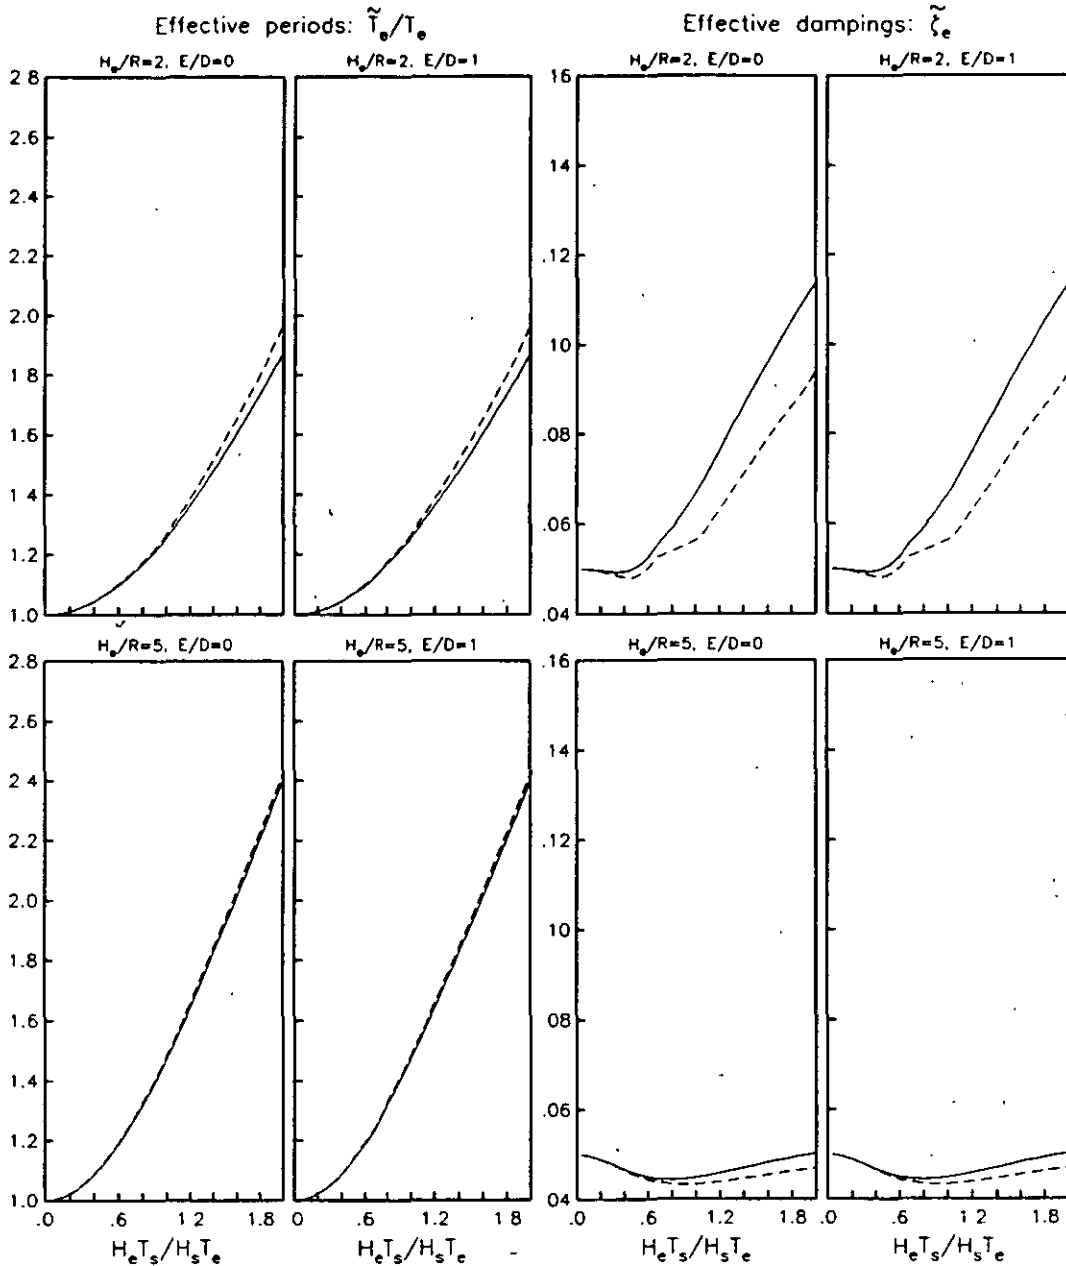 Effective periods: T̃e/Te
Effective dampings: ζ̃e
He/R=2, E/D=0
He/R=2, E/D=1
He/R=2, E/D=0
He/R=2, E/D=1
2.8
2.6
2.4
2.2
2.0
1.8
1.6
1.4
1.2
1.0
.16
.14
.12
.10
.08
.06
.04
He/R=5, E/D=0
He/R=5, E/D=1
He/R=5, E/D=0
He/R=5, E/D=1
2.8
2.6
2.4
2.2
2.0
1.8
1.6
1.4
1.2
1.0
.16
.14
.12
.10
.08
.06
.04
.0 .6 1.2 1.8
.0 .6 1.2 1.8
.0 .6 1.2 1.8
.0 .6 1 2 1.8
HeTs/HsTe
HeTs/HsTe
HeTs/HsTe
HeTs/HsTe